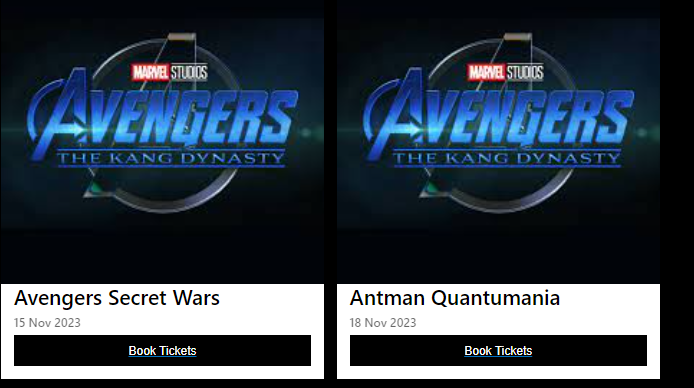 MARVEL STUDIOS
AVENGERS
THE KANG DYNASTY
Avengers Secret Wars
15 Nov 2023
Book Tickets
MARVEL STUDIOS
AVENGERS
THE KANG DYNASTY
Antman Quantumania
18 Nov 2023
Book Tickets